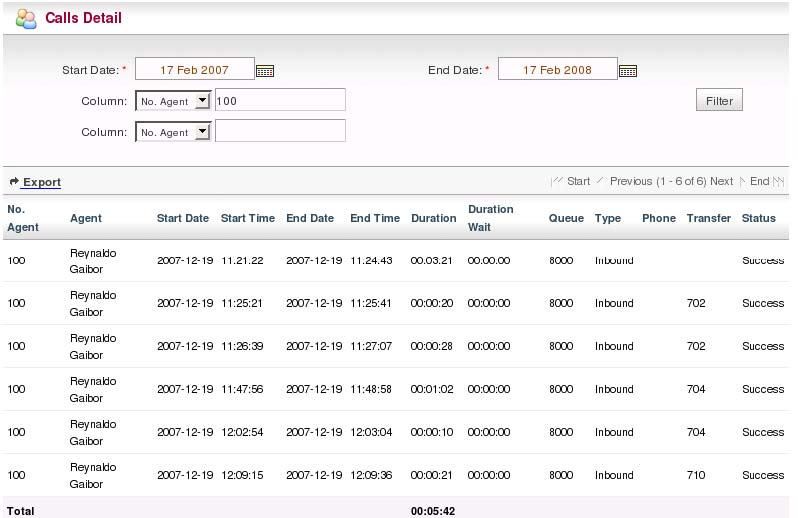 Calls Detail
Start Date: * 17 Feb 2007 End Date: * 17 Feb 2008
Column: No. Agent 100 Filter
Column: No. Agent
Export Start Previous (1 - 6 of 6) Next End
No. Agent Agent Start Date Start Time End Date End Time Duration Duration Wait Queue Type Phone Transfer Status
100 Reynaldo Gaibor 2007-12-19 11:21:22 2007-12-19 11:24:43 00:03:21 00:00:00 8000 Inbound Success
100 Reynaldo Gaibor 2007-12-19 11:25:21 2007-12-19 11:25:41 00:00:20 00:00:00 8000 Inbound 702 Success
100 Reynaldo Gaibor 2007-12-19 11:26:39 2007-12-19 11:27:07 00:00:28 00:00:00 8000 Inbound 702 Success
100 Reynaldo Gaibor 2007-12-19 11:47:56 2007-12-19 11:48:58 00:01:02 00:00:00 8000 Inbound 704 Success
100 Reynaldo Gaibor 2007-12-19 12:02:54 2007-12-19 12:03:04 00:00:10 00:00:00 8000 Inbound 704 Success
100 Reynaldo Gaibor 2007-12-19 12:09:15 2007-12-19 12:09:36 00:00:21 00:00:00 8000 Inbound 710 Success
Total 00:05:42